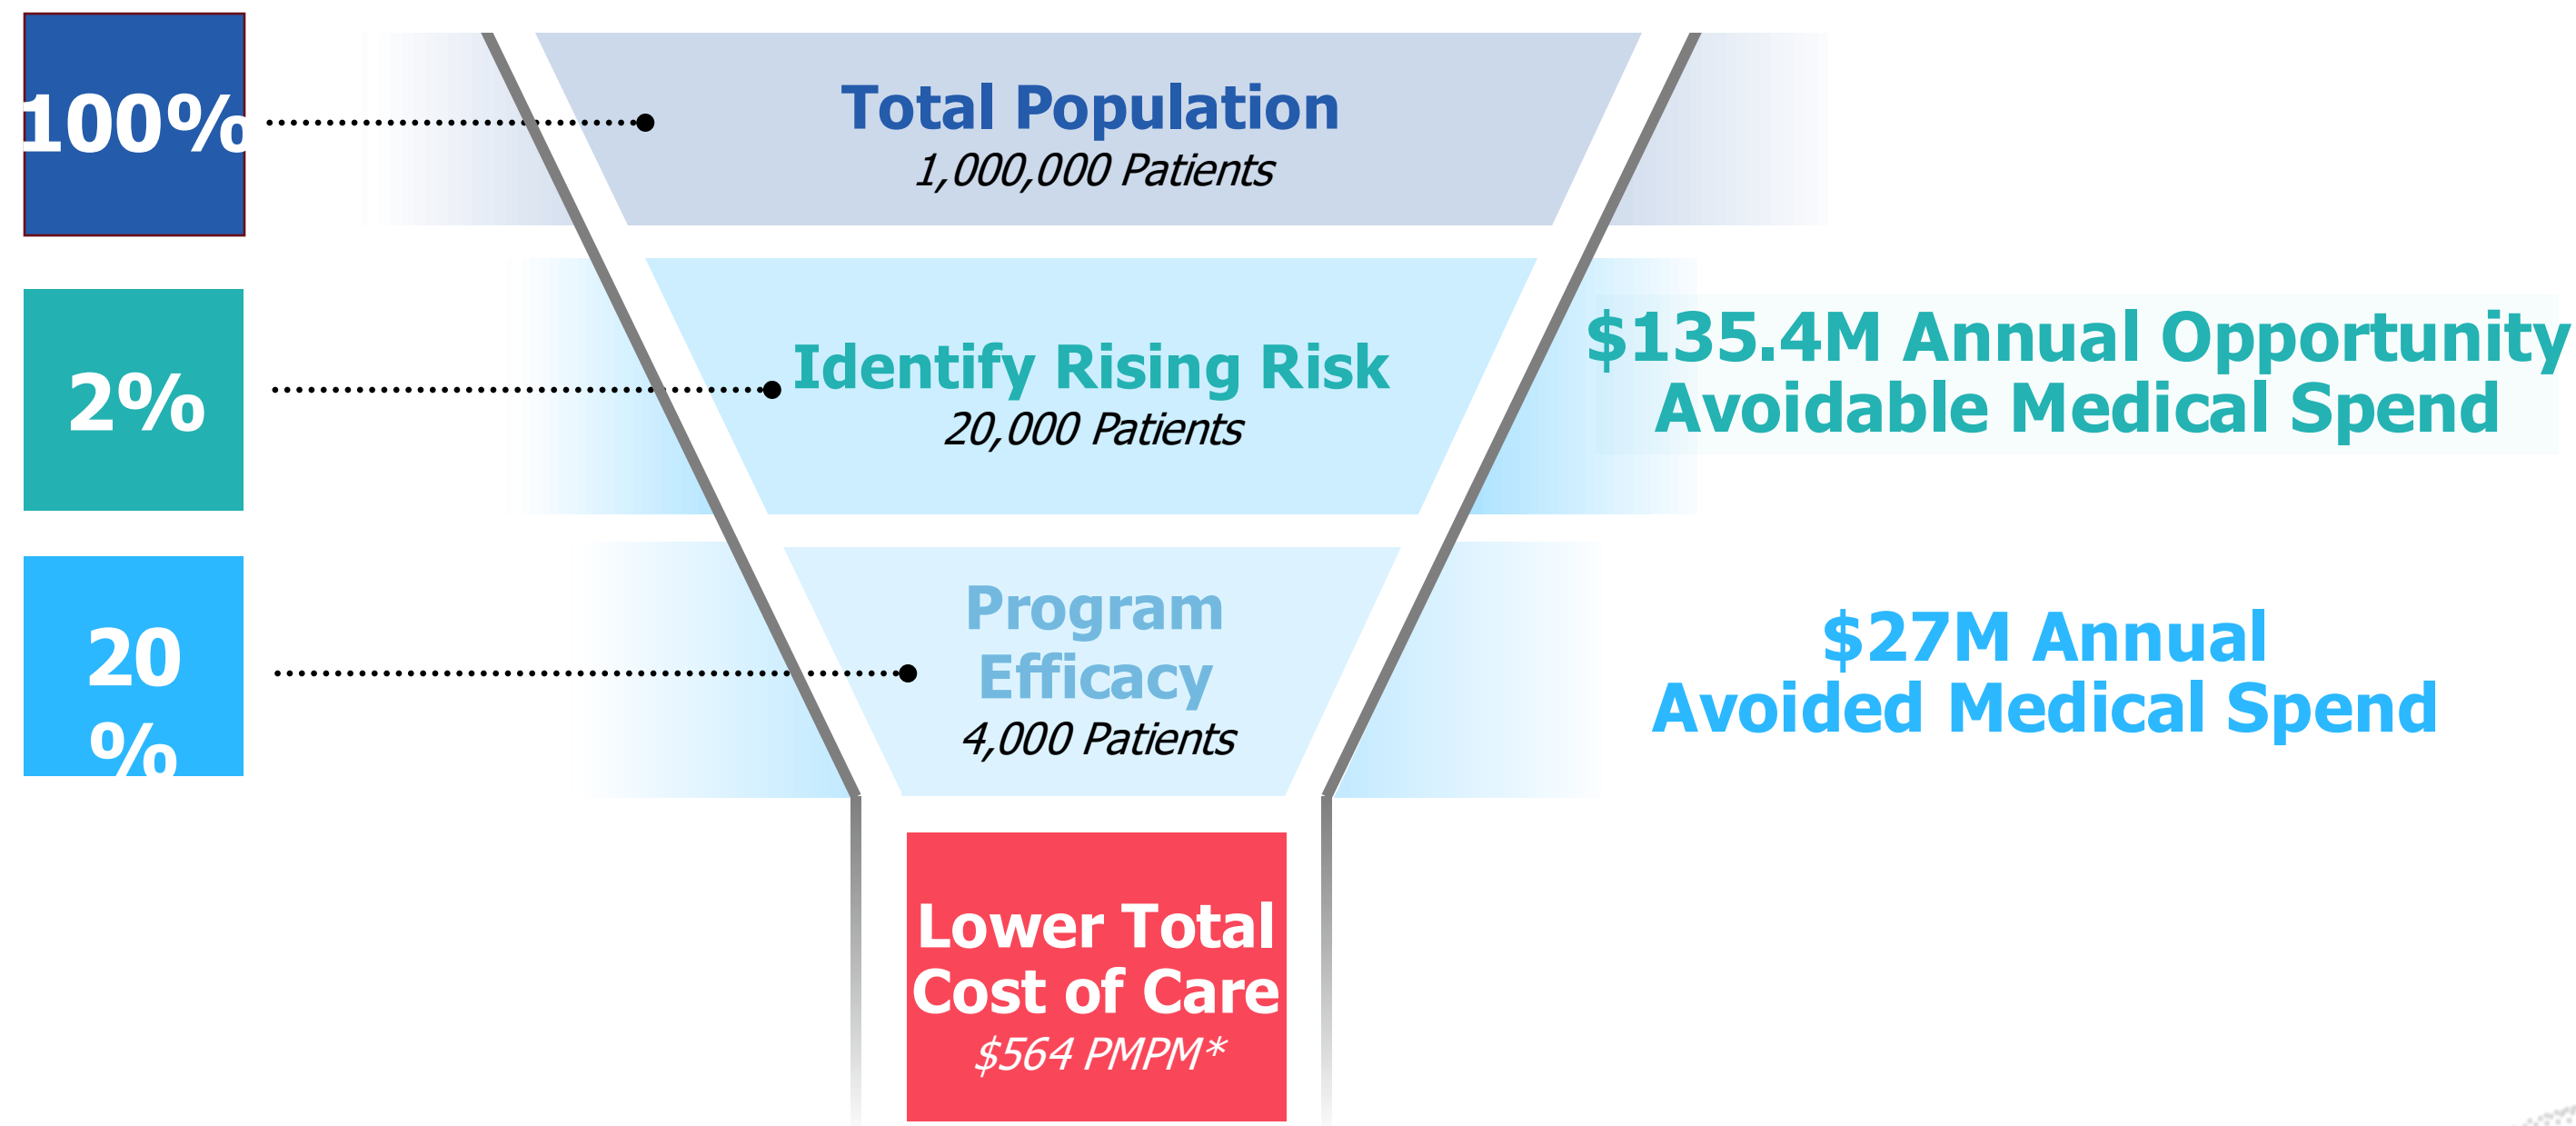 100%
Total Population
1,000,000 Patients
2%
Identify Rising Risk
20,000 Patients
$135.4M Annual Opportunity
Avoidable Medical Spend
20
%
Program
Efficacy
4,000 Patients
$27M Annual
Avoided Medical Spend
Lower Total
Cost of Care
$564 PMPM*